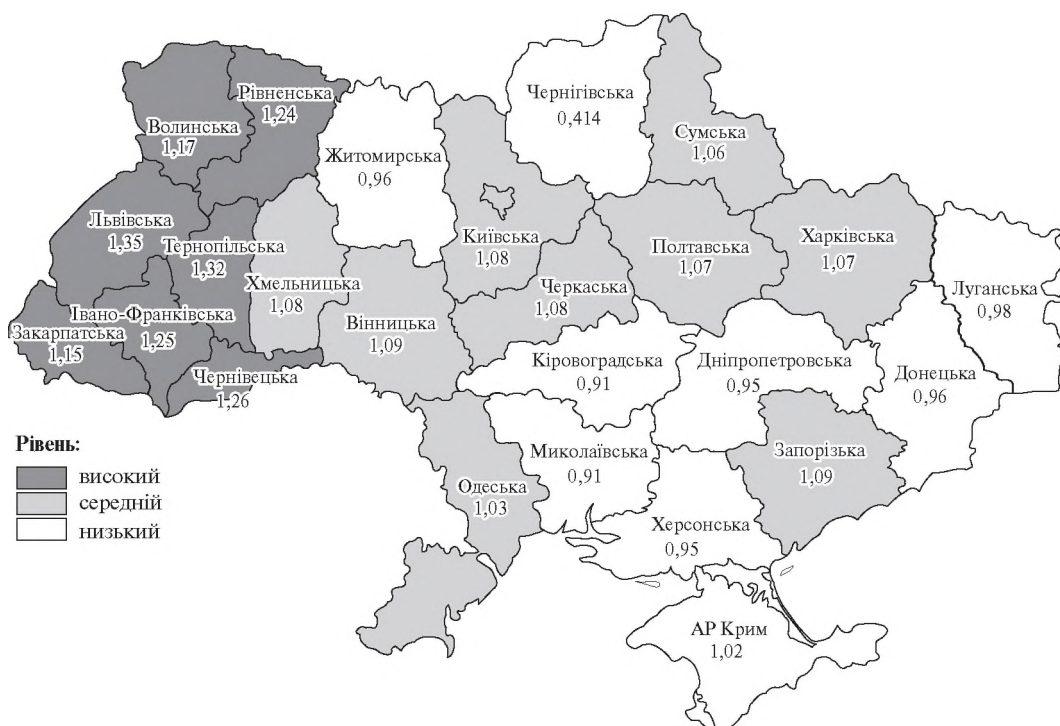 Чернігівська
0,414
Рівненська
1,24
Волинська
1,17
Сумська
1,06
Житомирська
0,96
Львівська
1,35
Тернопільська
1,32
Хмельницька
1,08
Київська
1,08
Полтавська
1,07
Харківська
1,07
Черкаська
1,08
Луганська
0,98
Івано-Франківська
1,25
Закарпатська
1,15
Вінницька
1,09
Чернівецька
1,26
Кіровоградська
0,91
Дніпропетровська
0,95
Донецька
0,96
Миколаївська
0,91
Запорізька
1,09
Одеська
1,03
Херсонська
0,95
АР Крим
1,02
Рівень:
високий
середній
низький